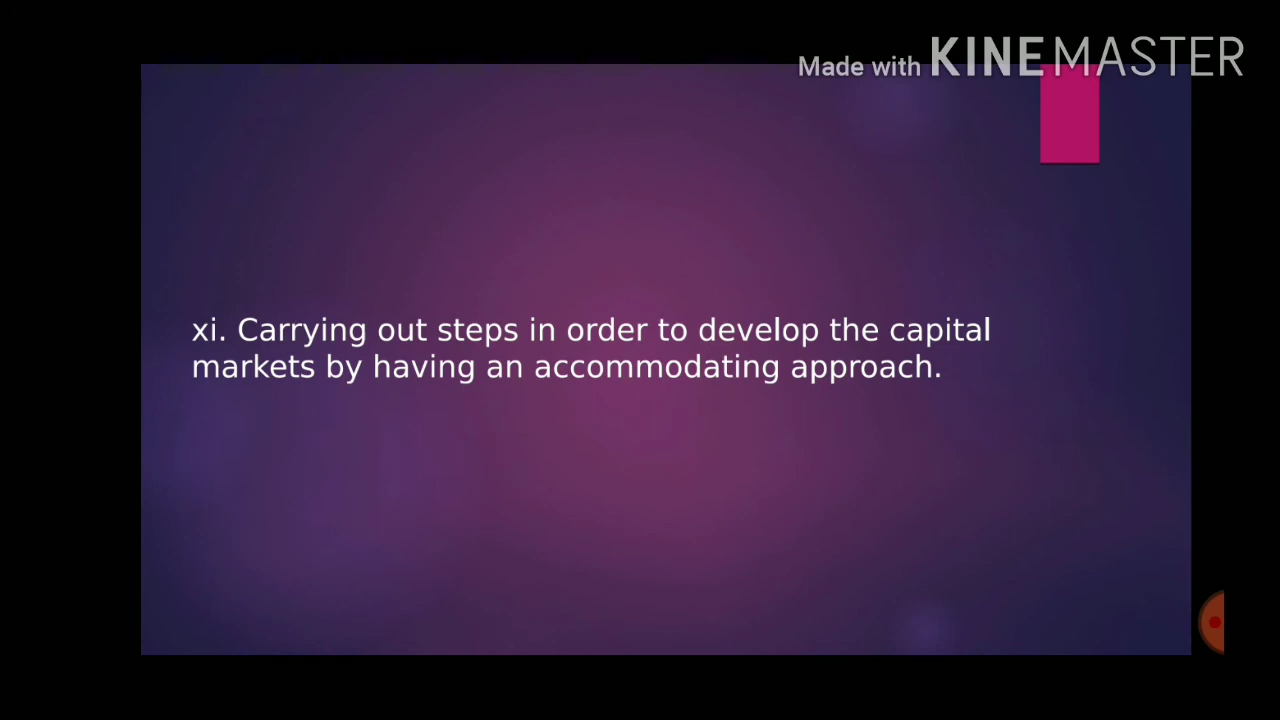 Made with KINEMASTER
xi. Carrying out steps in order to develop the capital
markets by having an accommodating approach.